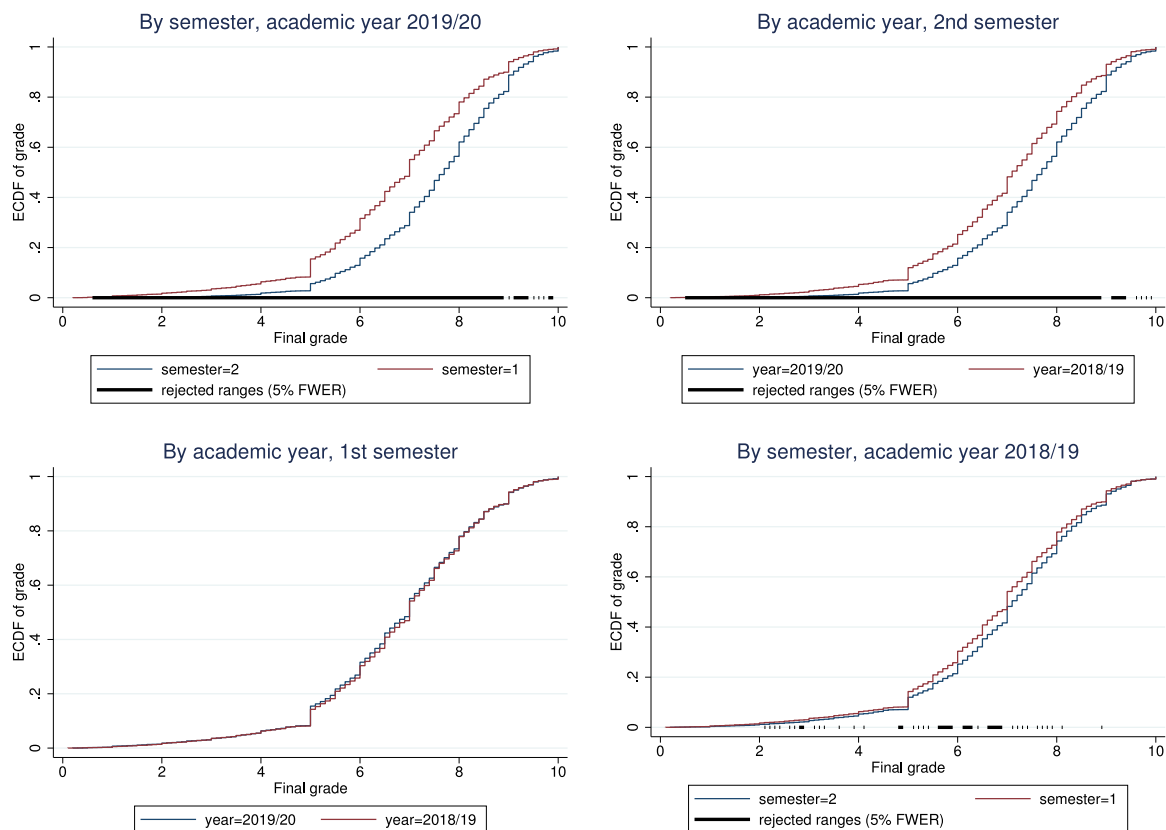 By semester, academic year 2019/20
ECDF of grade
1
.8
.6
.4
.2
0
0 2 4 6 8 10
Final grade
semester=2 semester=1
rejected ranges (5% FWER)
By academic year, 2nd semester
ECDF of grade
1
.8
.6
.4
.2
0
0 2 4 6 8 10
Final grade
year=2019/20 year=2018/19
rejected ranges (5% FWER)
By academic year, 1st semester
ECDF of grade
1
.8
.6
.4
.2
0
0 2 4 6 8 10
Final grade
year=2019/20 year=2018/19
By semester, academic year 2018/19
ECDF of grade
1
.8
.6
.4
.2
0
0 2 4 6 8 10
Final grade
semester=2 semester=1
rejected ranges (5% FWER)